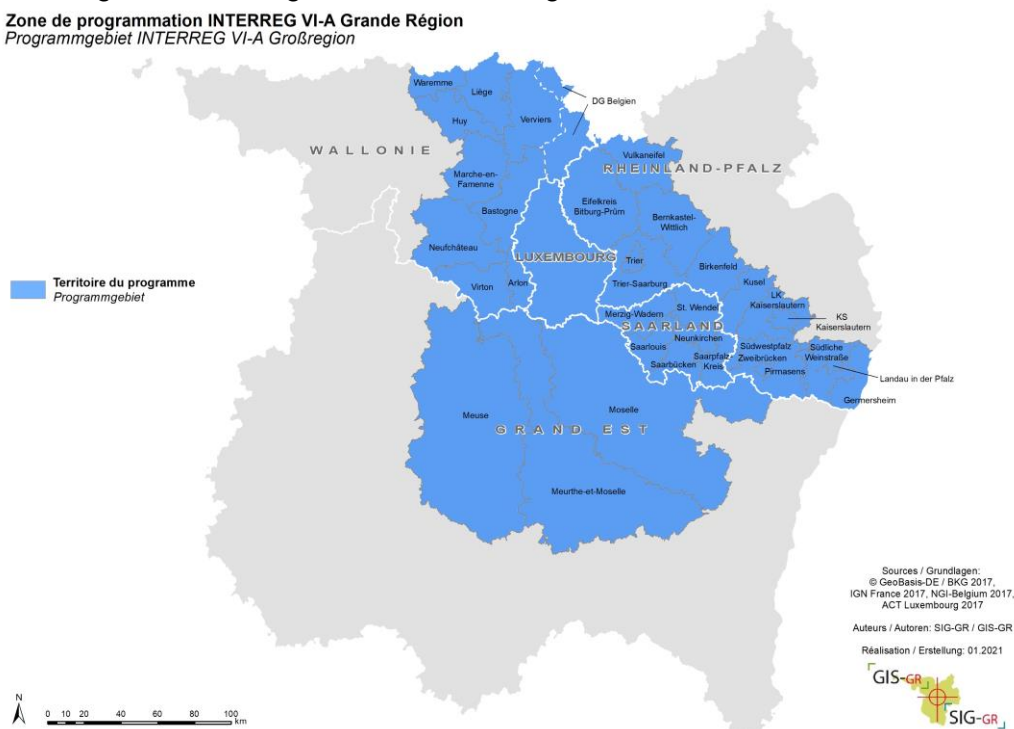 Zone de programmation INTERREG VI-A Grande Région
Programmgebiet INTERREG VI-A Großregion
Waremme
Liège
DG Belgien
Huy
Verviers
WALLONIE
Vulkaneifel
RHEINLAND-PFALZ
Marche-en-
Famenne
Eifelkreis
Bitburg-Prürn
Bastogne
Bernkastel-
Wittlich
Neufchâteau
LUXEMBOURG
Trier
Birkenfeld
Territoire du programme
Programmgebiet
Virton
Arlon
Trier-Saarburg
Kusel
LK
Kaiserslautern
KS
Kaiserslautern
Merzig-Wadern
St. Wendel
SAARLAND
Neunkirchen
Saarlouis
Südwestpfalz
Zweibrücken
Südliche
Weinstraße
Saarbücken
Saarpfalz
Kreis
Pirmasens
Landau in der Pfalz
Germersheim
Meuse
Moselle
GRAND EST
Meurthe-et-Moselle
Sources / Grundlagen:
© GeoBasis-DE / BKG 2017,
IGN France 2017, NGI-Belgium 2017,
ACT Luxembourg 2017
Auteurs / Autoren: SIG-GR / GIS-GR
Réalisation / Erstellung: 01.2021
GIS-GR
SIG-GR
N
0 10 20 40 60 80 100
km